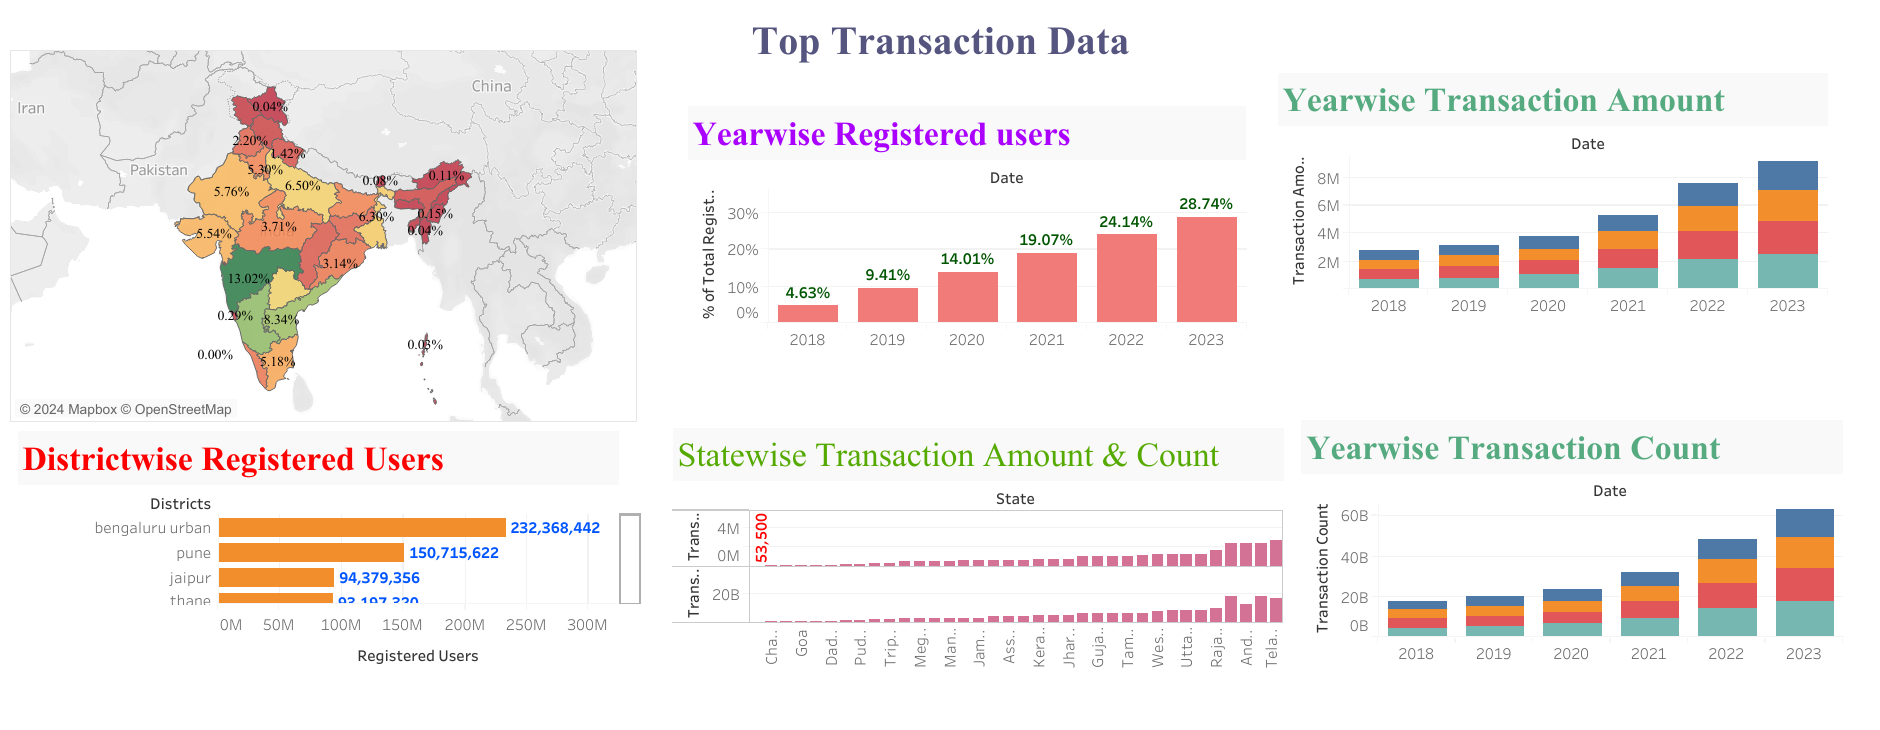 Top Transaction Data
Iran
China
Pakistan
0.04%
2.20%
1.42%
5.30%
0.08%
0.11%
5.76%
6.50%
6.30%
0.15%
3.71%
India
5.54%
0.04%
13.02%
3.14%
0.29%
8.34%
0.00%
5.18%
0.03%
© 2024 Mapbox © OpenStreetMap
Yearwise Registered users
Date
% of Total Regist..
30%
20%
10%
0%
4.63%
9.41%
14.01%
19.07%
24.14%
28.74%
2018 2019 2020 2021 2022 2023
Yearwise Transaction Amount
Date
Transaction Amo..
8M
6M
4M
2M
2018 2019 2020 2021 2022 2023
Districtwise Registered Users
Districts
bengaluru urban 232,368,442
pune 150,715,622
jaipur 94,379,356
thane 93,197,320
0M 50M 100M 150M 200M 250M 300M
Registered Users
Statewise Transaction Amount & Count
State
Trans..
4M
0M
53,500
Trans..
20B
Cha.. Goa Dad.. Pud.. Trip.. Meg.. Man.. Jam.. Ass.. Kera.. Jhar.. Guja.. Tam.. Wes.. Utta.. Raja.. And.. Tela..
Yearwise Transaction Count
Date
Transaction Count
60B
40B
20B
0B
2018 2019 2020 2021 2022 2023